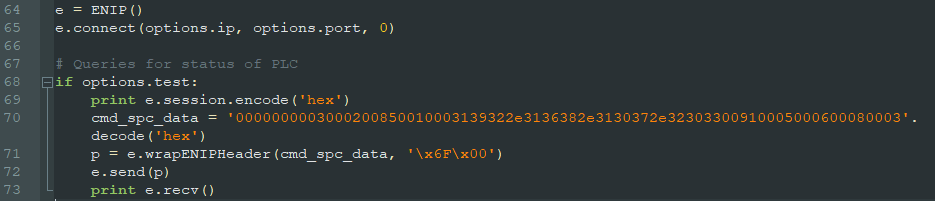 64 e = ENIP()
65 e.connect(options.ip, options.port, 0)
66
67 # Queries for status of PLC
68 if options.test:
69 print e.session.encode('hex')
70 cmd_spc_data = '00000000030002008500100031393​22e3136382e3130372e32303300910005000600080003'.
decode('hex')
71 p = e.wrapENIPHeader(cmd_spc_data, '\x6F\x00')
72 e.send(p)
73 print e.recv()